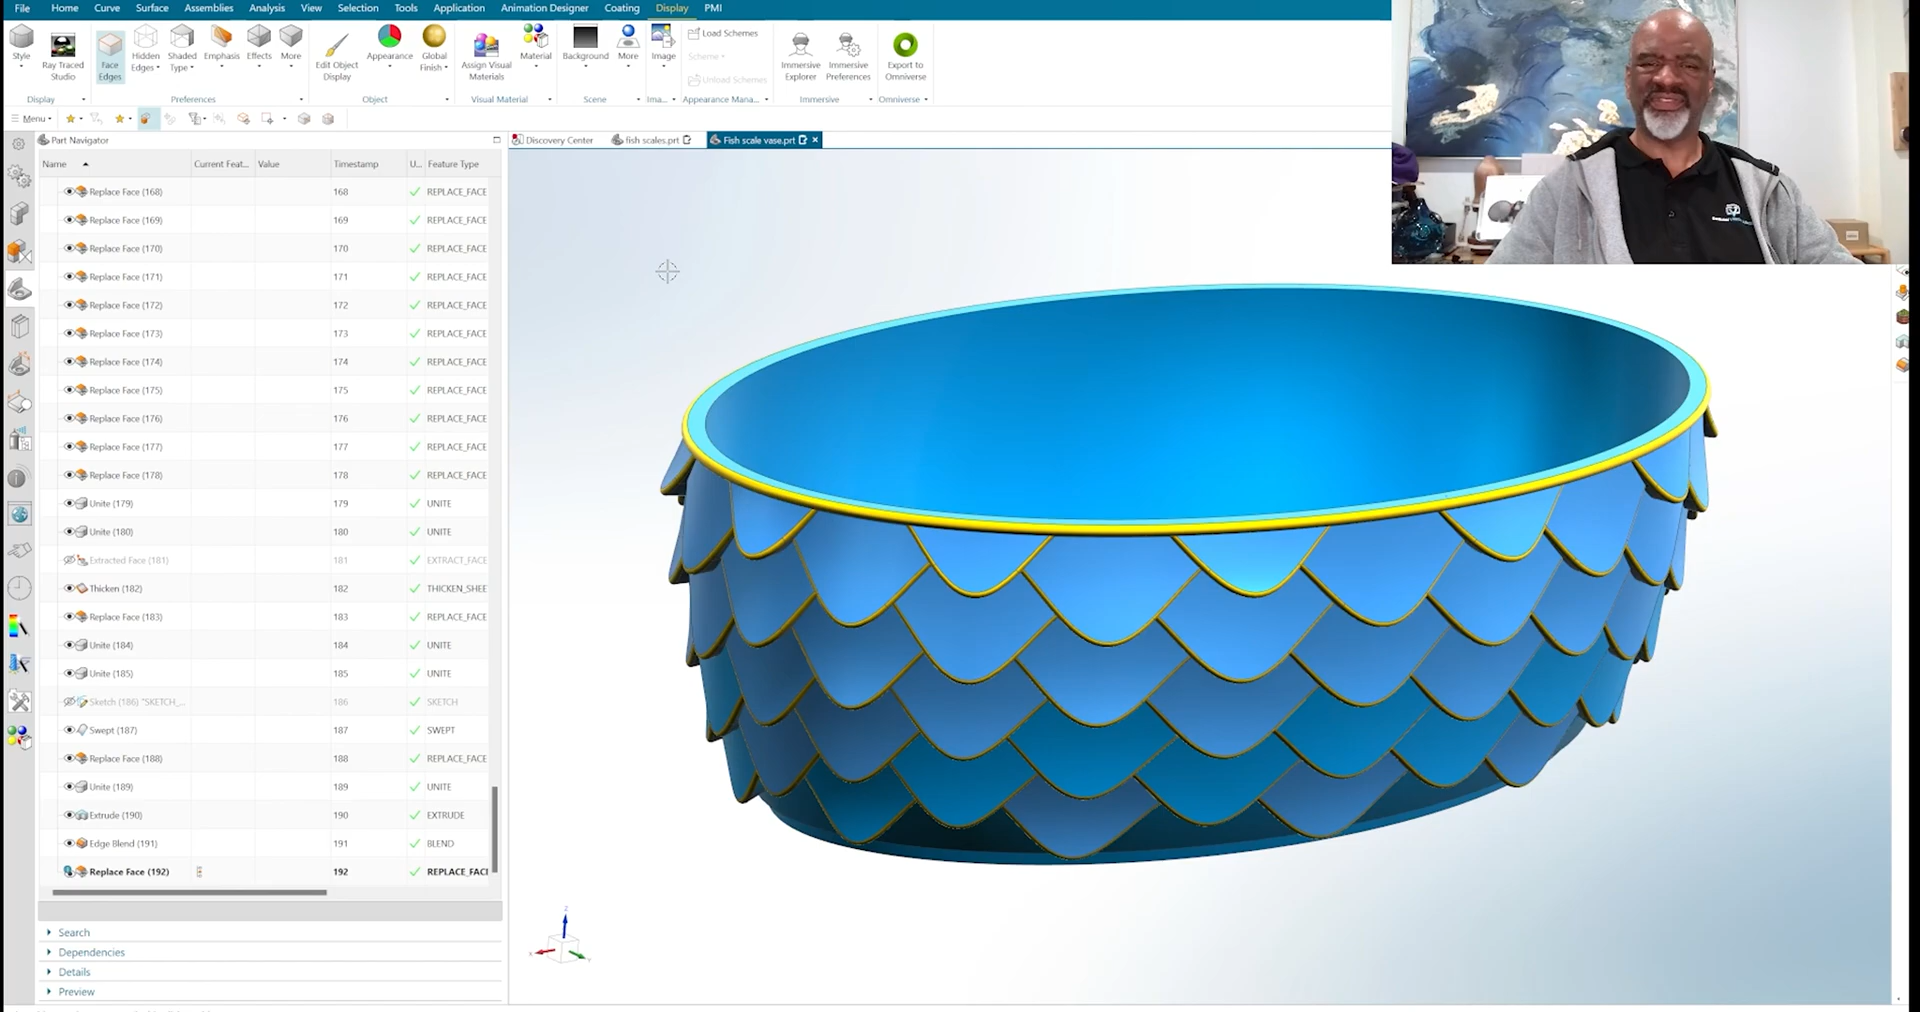 File Home Curve Surface Assemblies Analysis View Selection Tools Application Animation Designer Coating Display PMI
Style
Ray Traced
Studio
Face
Edges
Hidden
Edges
Shaded
Type
Emphasis
Effects
More
Edit Object
Display
Appearance
Global
Finish
Assign Visual
Materials
Material
Background
More
Image
Load Schemes
Scheme
Unload Schemes
Immersive
Explorer
Immersive
Preferences
Export to
Omniverse
Display Preferences Object Visual Material Scene Ima... Appearance Mana... Immersive Omniverse
Menu
Part Navigator
Discovery Center fish scales.prt Fish scale vase.prt
Name Current Feat... Value Timestamp U... Feature Type
Replace Face (168) 168 REPLACE_FACE
Replace Face (169) 169 REPLACE_FACE
Replace Face (170) 170 REPLACE_FACE
Replace Face (171) 171 REPLACE_FACE
Replace Face (172) 172 REPLACE_FACE
Replace Face (173) 173 REPLACE_FACE
Replace Face (174) 174 REPLACE_FACE
Replace Face (175) 175 REPLACE_FACE
Replace Face (176) 176 REPLACE_FACE
Replace Face (177) 177 REPLACE_FACE
Replace Face (178) 178 REPLACE_FACE
Unite (179) 179 UNITE
Unite (180) 180 UNITE
Extracted Face (181) 181 EXTRACT_FACE
Thicken (182) 182 THICKEN_SHEE
Replace Face (183) 183 REPLACE_FACE
Unite (184) 184 UNITE
Unite (185) 185 UNITE
Sketch (186) "SKETCH_... 186 SKETCH
Swept (187) 187 SWEPT
Replace Face (188) 188 REPLACE_FACE
Unite (189) 189 UNITE
Extrude (190) 190 EXTRUDE
Edge Blend (191) 191 BLEND
Replace Face (192) 192 REPLACE_FACI
Search
Dependencies
Details
Preview
Z
X
Y